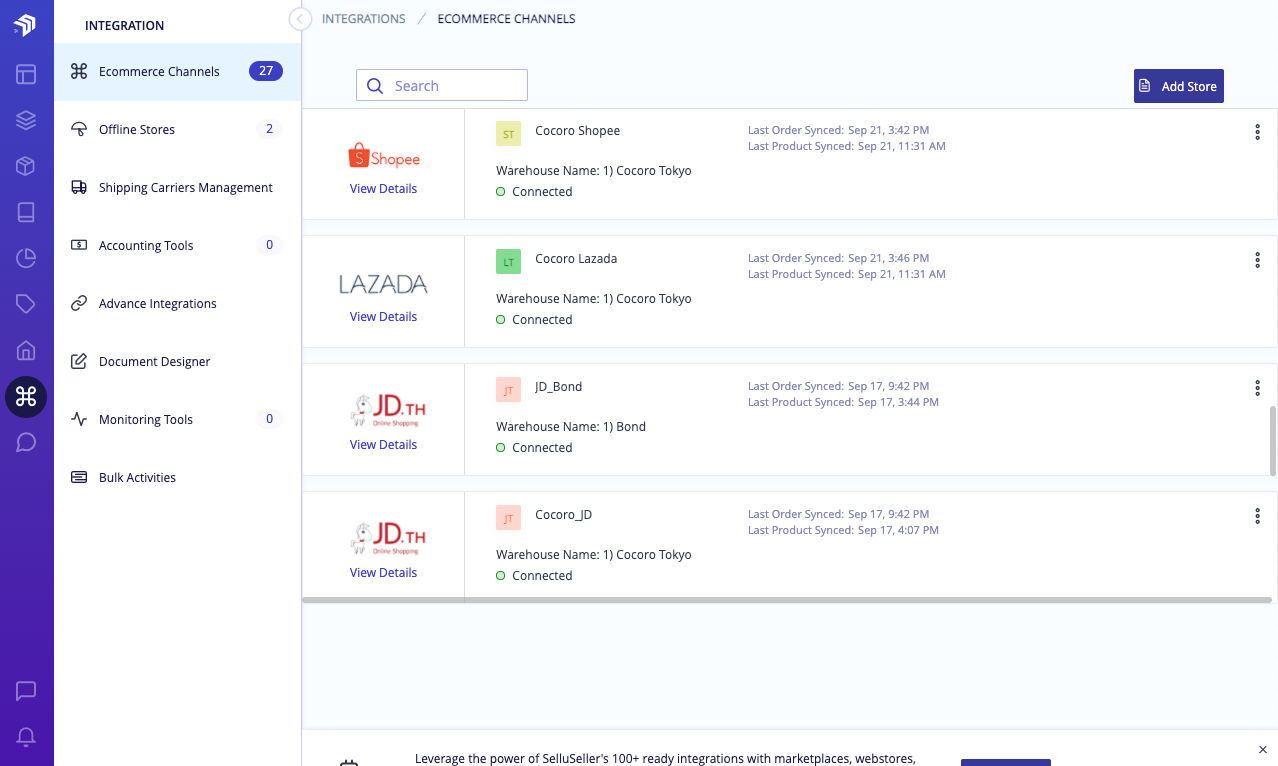 INTEGRATION
INTEGRATIONS / ECOMMERCE CHANNELS
Ecommerce Channels 27
Offline Stores 2
Shipping Carriers Management
Accounting Tools 0
Advance Integrations
Document Designer
Monitoring Tools 0
Bulk Activities
Search
Add Store
Shopee
View Details
ST Cocoro Shopee
Last Order Synced: Sep 21, 3:42 PM
Last Product Synced: Sep 21, 11:31 AM
Warehouse Name: 1) Cocoro Tokyo
Connected
LAZADA
View Details
LT Cocoro Lazada
Last Order Synced: Sep 21, 3:46 PM
Last Product Synced: Sep 21, 11:31 AM
Warehouse Name: 1) Cocoro Tokyo
Connected
JD.TH
Online Shopping
View Details
JT JD_Bond
Last Order Synced: Sep 17, 9:42 PM
Last Product Synced: Sep 17, 3:44 PM
Warehouse Name: 1) Bond
Connected
JD.TH
Online Shopping
View Details
JT Cocoro_JD
Last Order Synced: Sep 17, 9:42 PM
Last Product Synced: Sep 17, 4:07 PM
Warehouse Name: 1) Cocoro Tokyo
Connected
Leverage the power of SelluSeller's 100+ ready integrations with marketplaces, webstores,